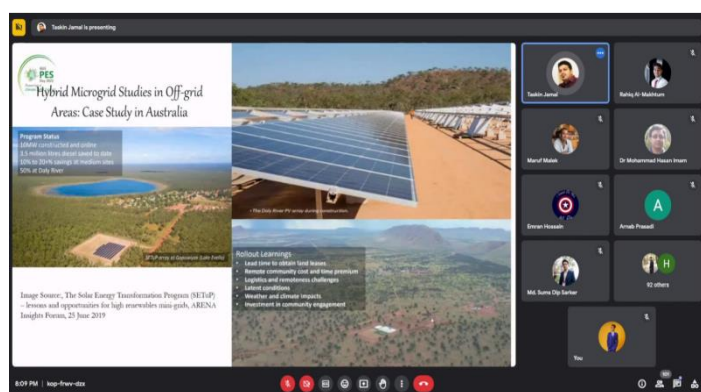 Taskin Jamal is presenting
PES
Hybrid Microgrid Studies in Off-grid
Areas: Case Study in Australia
Program Status
10MW constructed and online
3.5 million litres diesel saved to date
10% to 20+% savings at medium sites
50% at Daly River
• The Daly River PV array during construction.
Rollout Learnings
• Lead time to obtain land leases
• Remote community cost and time premium
• Logistics and remoteness challenges
• Latent conditions
• Weather and climate impacts
• Investment in community engagement
Image Source:, The Solar Energy Transformation Program (SETuP)
– lessons and opportunities for high renewables mini-grids, ARENA
Insights Forum, 25 June 2019
Taskin Jamal
Rahiq Al-Makhtum
Maruf Malek
Dr Mohammad Hasan Imam
Emran Hossain
A
Arnab Prasad
Md. Sums Dip Sarker
H
92 others
You
8:09 PM | kop-frwv-dzx
101